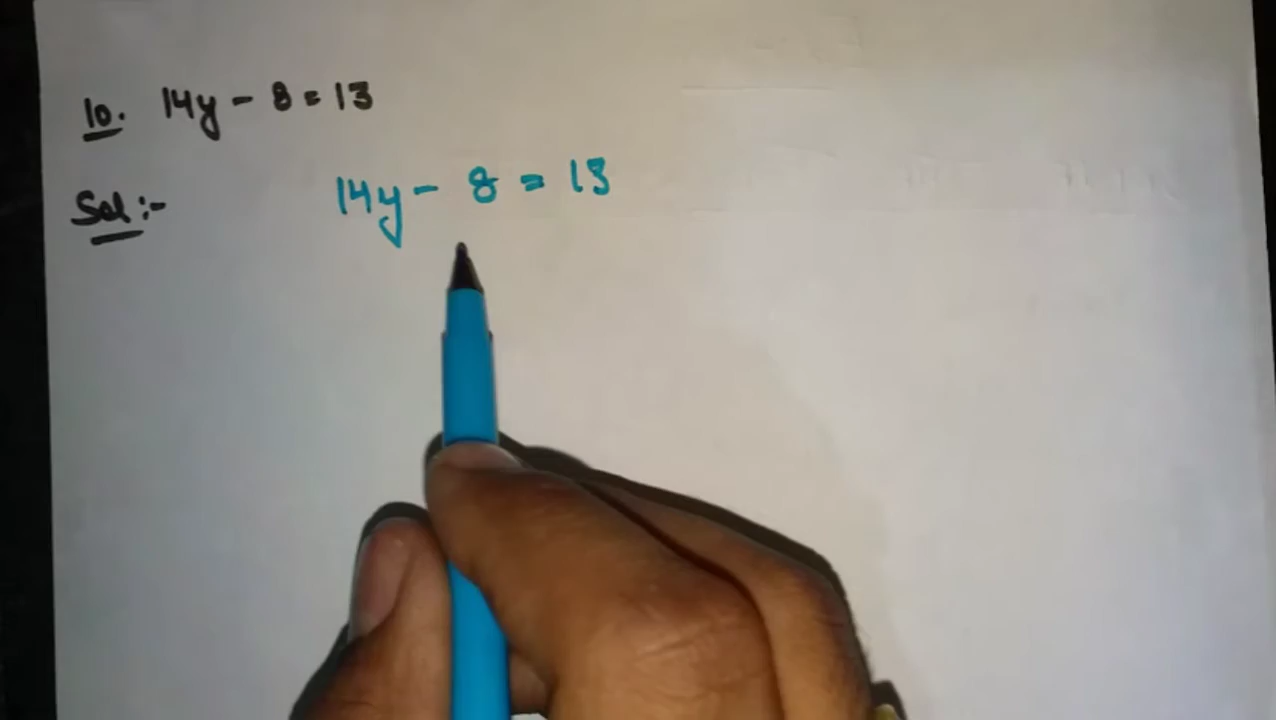 10. 14y - 8 = 13
Sol:-
14y - 8 = 13